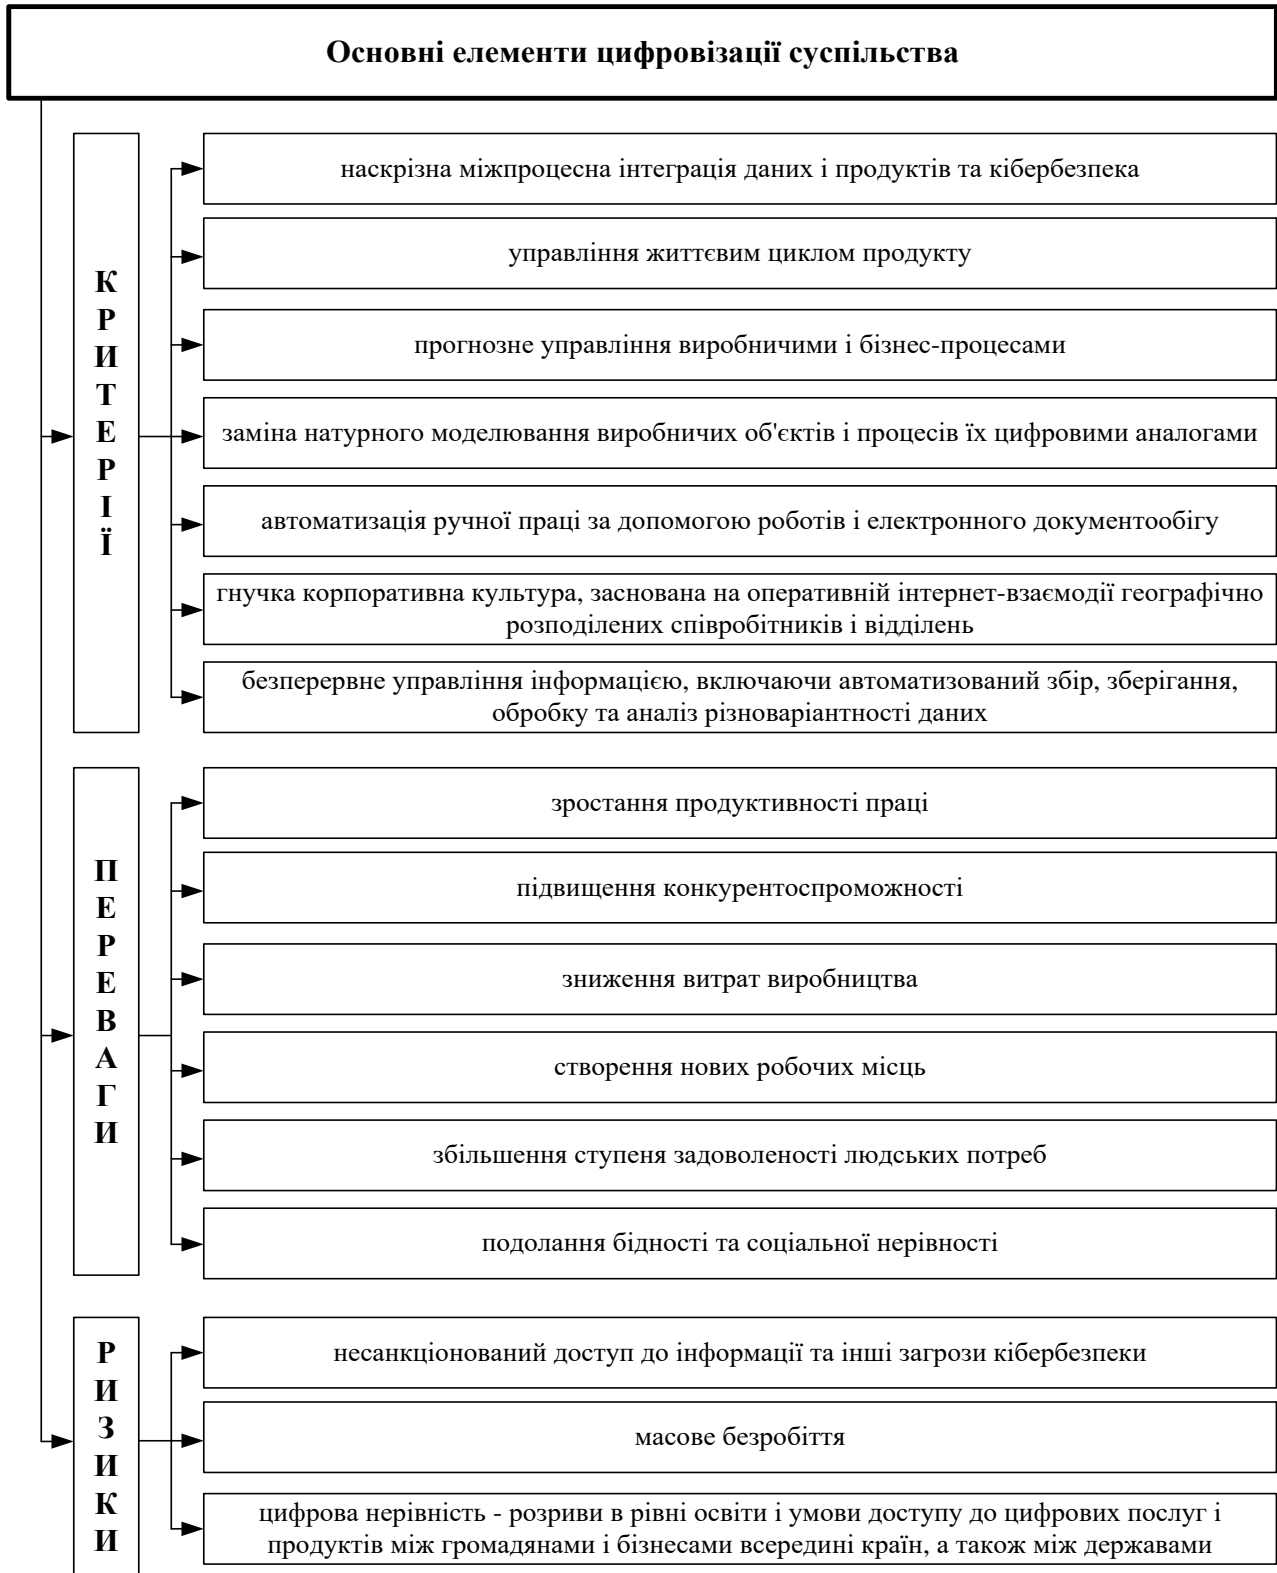 Основні елементи цифровізації суспільства
КРИТЕРІЇ
наскрізна міжпроцесна інтеграція даних і продуктів та кібербезпека
управління життєвим циклом продукту
прогнозне управління виробничими і бізнес-процесами
заміна натурного моделювання виробничих об'єктів і процесів їх цифровими аналогами
автоматизація ручної праці за допомогою роботів і електронного документообігу
гнучка корпоративна культура, заснована на оперативній інтернет-взаємодії географічно
розподілених співробітників і відділень
безперервне управління інформацією, включаючи автоматизований збір, зберігання,
обробку та аналіз різноваріантності даних
ПЕРЕВАГИ
зростання продуктивності праці
підвищення конкурентоспроможності
зниження витрат виробництва
створення нових робочих місць
збільшення ступеня задоволеності людських потреб
подолання бідності та соціальної нерівності
РИЗИКИ
несанкціонований доступ до інформації та інші загрози кібербезпеки
масове безробіття
цифрова нерівність - розриви в рівні освіти і умови доступу до цифрових послуг і
продуктів між громадянами і бізнесами всередині країн, а також між державами